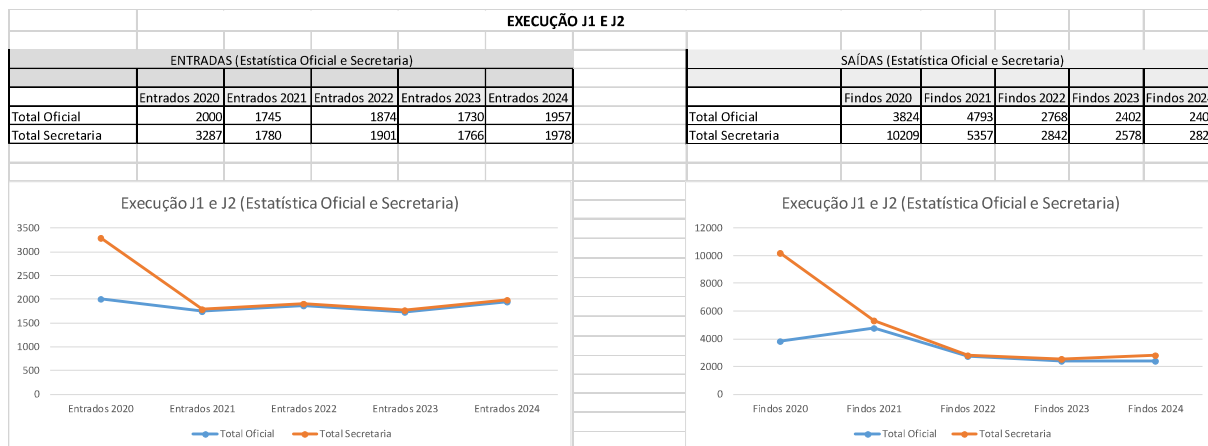 EXECUÇÃO J1 E J2
ENTRADAS (Estatística Oficial e Secretaria)
Entrados 2020 Entrados 2021 Entrados 2022 Entrados 2023 Entrados 2024
Total Oficial 2000 1745 1874 1730 1957
Total Secretaria 3287 1780 1901 1766 1978
SAÍDAS (Estatística Oficial e Secretaria)
Findos 2020 Findos 2021 Findos 2022 Findos 2023 Findos
Total Oficial 3824 4793 2768 2402
Total Secretaria 10209 5357 2842 2578
Execução J1 e J2 (Estatística Oficial e Secretaria)
3500
3000
2500
2000
1500
1000
500
0
Entrados 2020 Entrados 2021 Entrados 2022 Entrados 2023 Entrados 2024
Total Oficial Total Secretaria
Execução J1 e J2 (Estatística Oficial e Secretaria)
12000
10000
8000
6000
4000
2000
0
Findos 2020 Findos 2021 Findos 2022 Findos 2023 Findos 2024
Total Oficial Total Secretaria